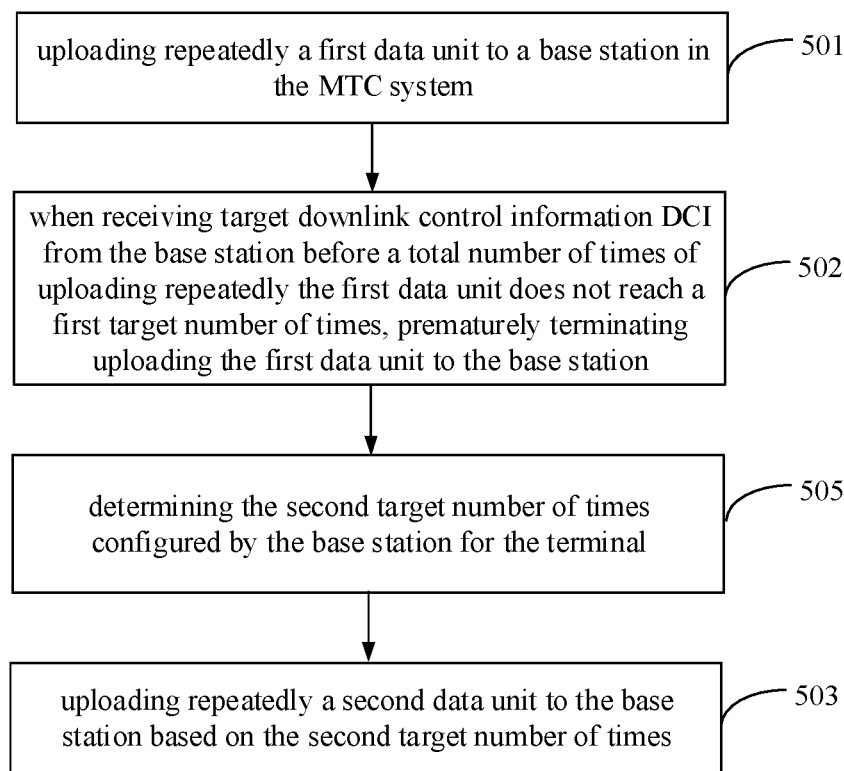 uploading repeatedly a first data unit to a base station in
the MTC system
501
when receiving target downlink control information DCI
from the base station before a total number of times of
uploading repeatedly the first data unit does not reach a
first target number of times, prematurely terminating
uploading the first data unit to the base station
502
determining the second target number of times
configured by the base station for the terminal
505
uploading repeatedly a second data unit to the base
station based on the second target number of times
503